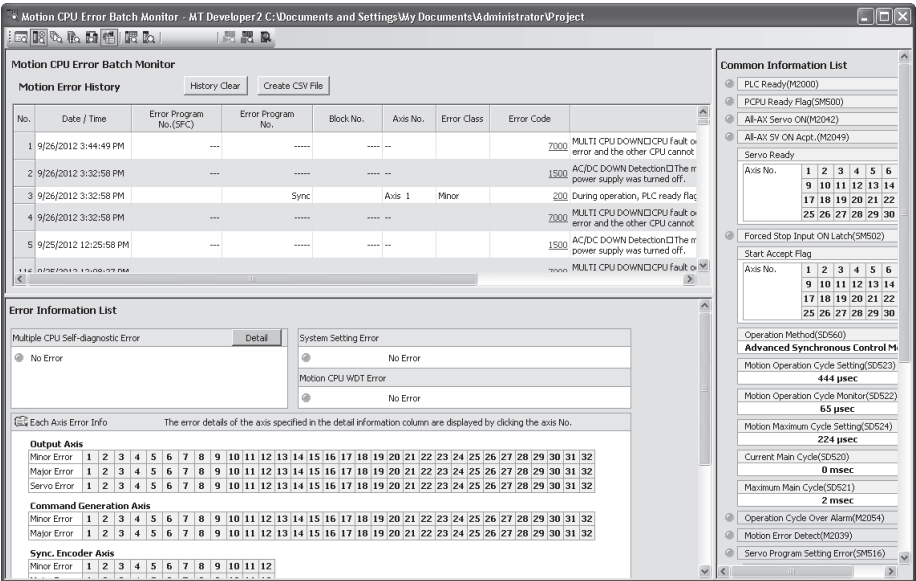 Motion CPU Error Batch Monitor - MT Developer2 C:\Documents and Settings\My Documents\Administrator\Project
Motion CPU Error Batch Monitor
Motion Error History
History Clear
Create CSV File
No. Date / Time Error Program No.(SFC) Error Program No. Block No. Axis No. Error Class Error Code
1 9/26/2012 3:44:49 PM --- ----- ---- -- 7000 MULTI CPU DOWN□CPU fault o
error and the other CPU cannot
2 9/26/2012 3:32:58 PM --- ----- ---- -- 1500 AC/DC DOWN Detection□The m
power supply was turned off.
3 9/26/2012 3:32:58 PM --- Sync Axis 1 Minor 200 During operation, PLC ready flag
4 9/26/2012 3:32:58 PM --- ----- ---- -- 7000 MULTI CPU DOWN□CPU fault o
error and the other CPU cannot
5 9/25/2012 12:25:58 PM --- ----- ---- -- 1500 AC/DC DOWN Detection□The m
power supply was turned off.
MULTI CPU DOWN□CPU fault o
Error Information List
Multiple CPU Self-diagnostic Error
Detail
No Error
System Setting Error
No Error
Motion CPU WDT Error
No Error
Each Axis Error Info The error details of the axis specified in the detail information column are displayed by clicking the axis No.
Output Axis
Minor Error 1 2 3 4 5 6 7 8 9 10 11 12 13 14 15 16 17 18 19 20 21 22 23 24 25 26 27 28 29 30 31 32
Major Error 1 2 3 4 5 6 7 8 9 10 11 12 13 14 15 16 17 18 19 20 21 22 23 24 25 26 27 28 29 30 31 32
Servo Error 1 2 3 4 5 6 7 8 9 10 11 12 13 14 15 16 17 18 19 20 21 22 23 24 25 26 27 28 29 30 31 32
Command Generation Axis
Minor Error 1 2 3 4 5 6 7 8 9 10 11 12 13 14 15 16 17 18 19 20 21 22 23 24 25 26 27 28 29 30 31 32
Major Error 1 2 3 4 5 6 7 8 9 10 11 12 13 14 15 16 17 18 19 20 21 22 23 24 25 26 27 28 29 30 31 32
Sync. Encoder Axis
Minor Error 1 2 3 4 5 6 7 8 9 10 11 12
Common Information List
PLC Ready(M2000)
PCPU Ready Flag(SM500)
All-AX Servo ON(M2042)
All-AX SV ON Acpt.(M2049)
Servo Ready
Axis No. 1 2 3 4 5 6
9 10 11 12 13 14
17 18 19 20 21 22
25 26 27 28 29 30
Forced Stop Input ON Latch(SM502)
Start Accept Flag
Axis No. 1 2 3 4 5 6
9 10 11 12 13 14
17 18 19 20 21 22
25 26 27 28 29 30
Operation Method(SD560)
Advanced Synchronous Control M
Motion Operation Cycle Setting(SD523)
444 μsec
Motion Operation Cycle Monitor(SD522)
65 μsec
Motion Maximum Cycle Setting(SD524)
224 μsec
Current Main Cycle(SD520)
0 msec
Maximum Main Cycle(SD521)
2 msec
Operation Cycle Over Alarm(M2054)
Motion Error Detect(M2039)
Servo Program Setting Error(SM516)